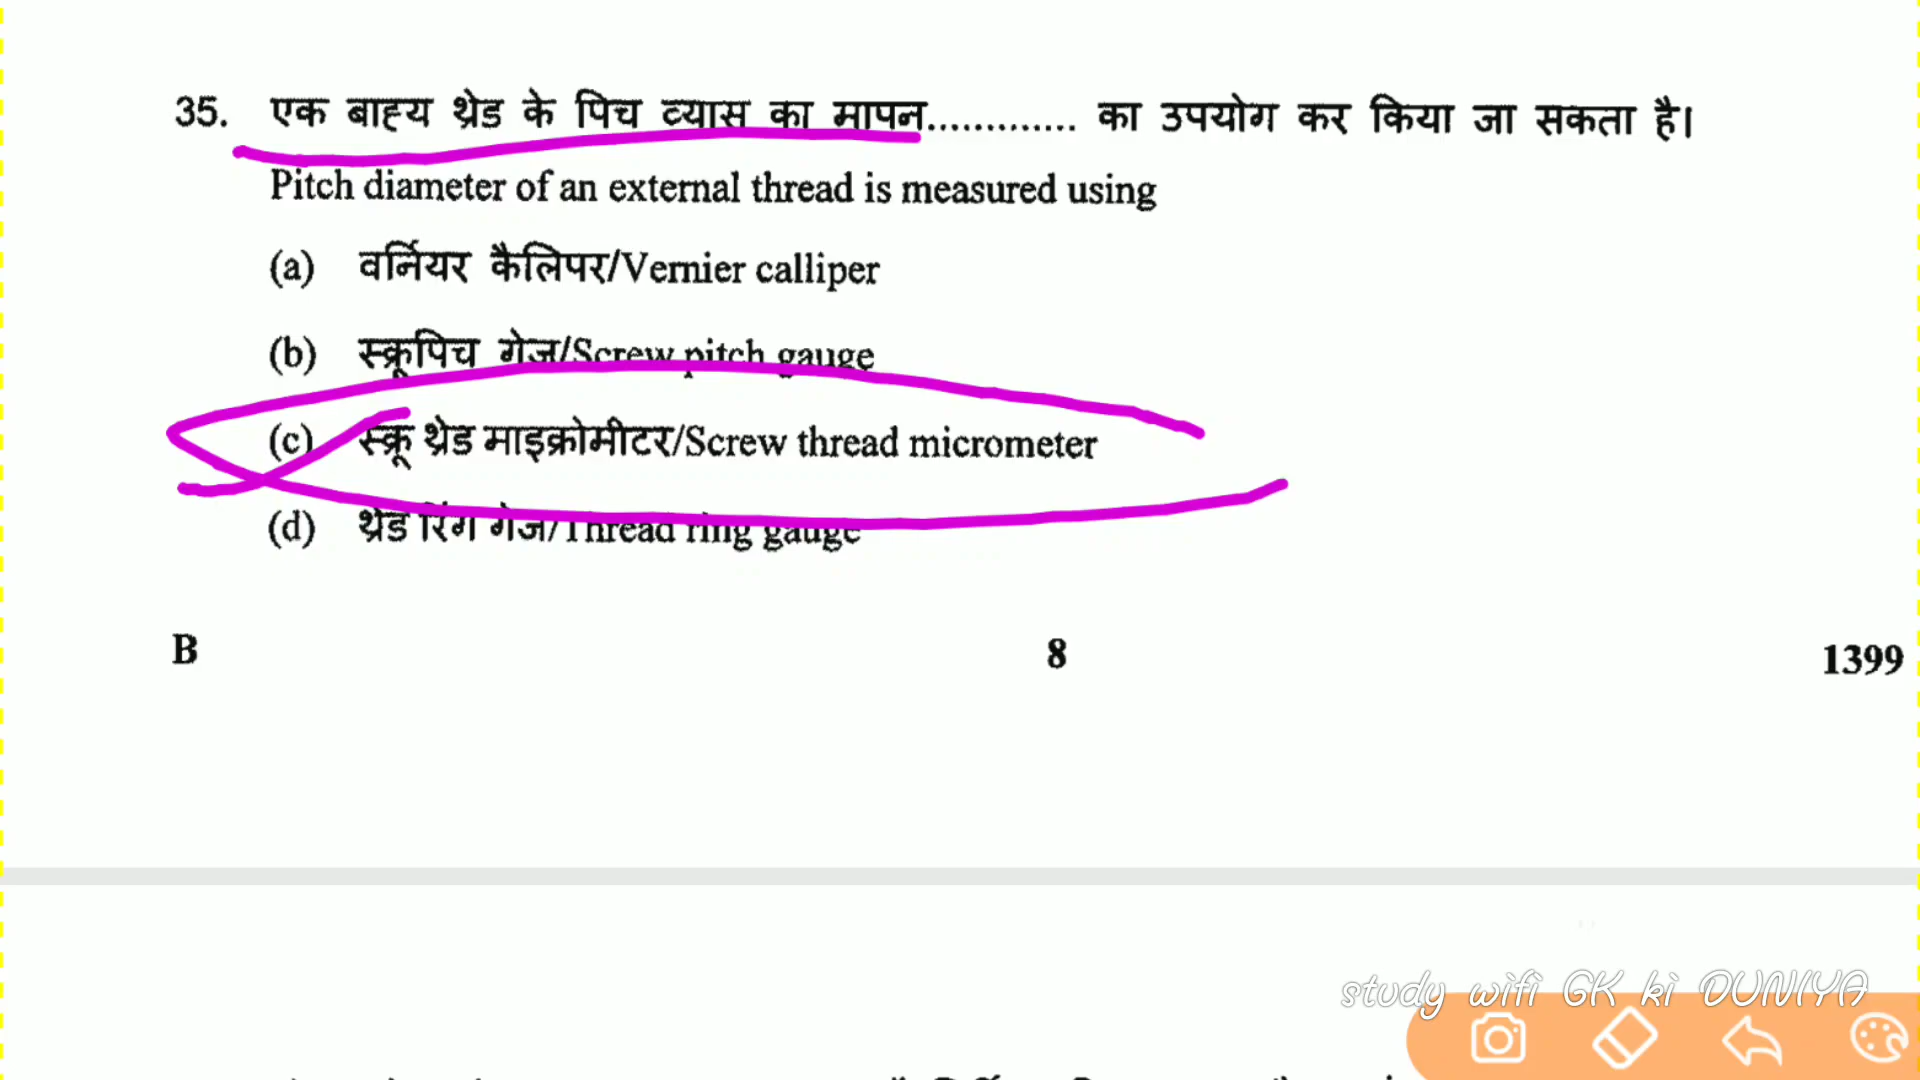 35. एक बाह्य थ्रेड के पिच व्यास का मापन............. का उपयोग कर किया जा सकता है।
Pitch diameter of an external thread is measured using
(a) वर्नियर कैलिपर/Vernier calliper
(b) स्क्रूपिच गेज/Screw pitch gauge
(c) स्क्रू थ्रेड माइक्रोमीटर/Screw thread micrometer
(d) थ्रेड रिंग गेज/Thread ring gauge
B 8 1399
study wifi GK ki DUNIYA